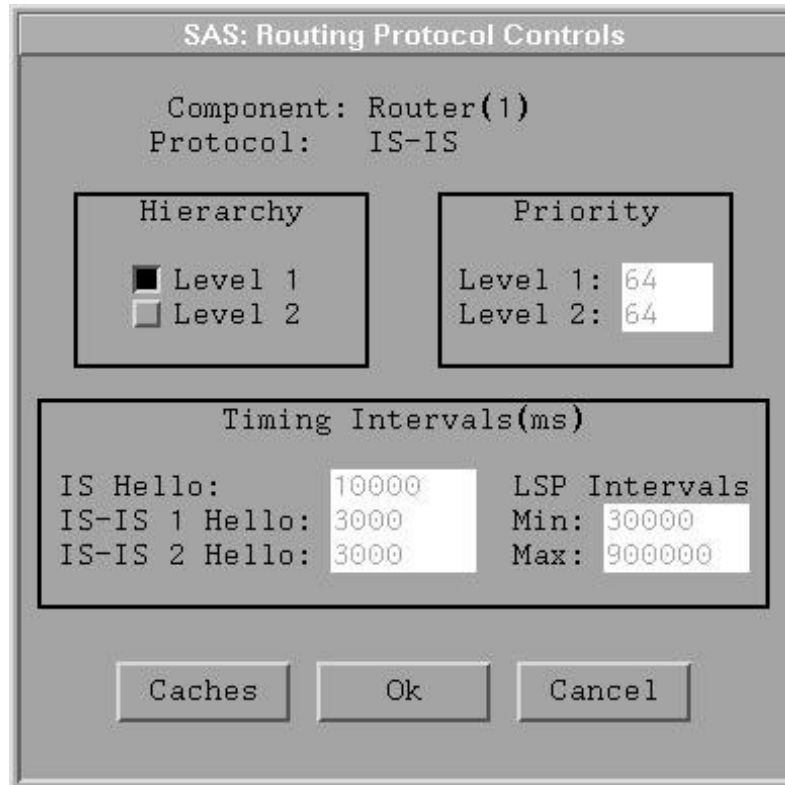 SAS: Routing Protocol Controls
Component: Router(1)
Protocol: IS-IS
Hierarchy
Level 1
Level 2
Priority
Level 1: 64
Level 2: 64
Timing Intervals(ms)
IS Hello: 10000
IS-IS 1 Hello: 3000
IS-IS 2 Hello: 3000
LSP Intervals
Min: 30000
Max: 900000
Caches
Ok
Cancel